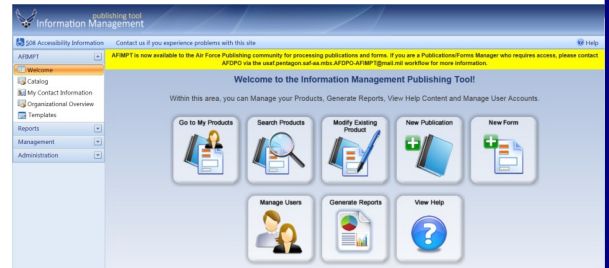 publishing tool
Information Management
508 Accessibility Information
Contact us if you experience problems with this site
Help
AFIMPT
Welcome
Catalog
My Contact Information
Organizational Overview
Templates
Reports
Management
Administration
AFIMPT is now available to the Air Force Publishing community for processing publications and forms. If you are a Publications/Forms Manager who requires access, please contact
AFDPO via the usaf.pentagon.saf-aa.mbx.AFDPO-AFIMPT@mail.mil workflow for more information.
Welcome to the Information Management Publishing Tool!
Within this area, you can Manage your Products, Generate Reports, View Help Content and Manage User Accounts.
Go to My Products
Search Products
Modify Existing
Product
New Publication
New Form
Manage Users
Generate Reports
View Help